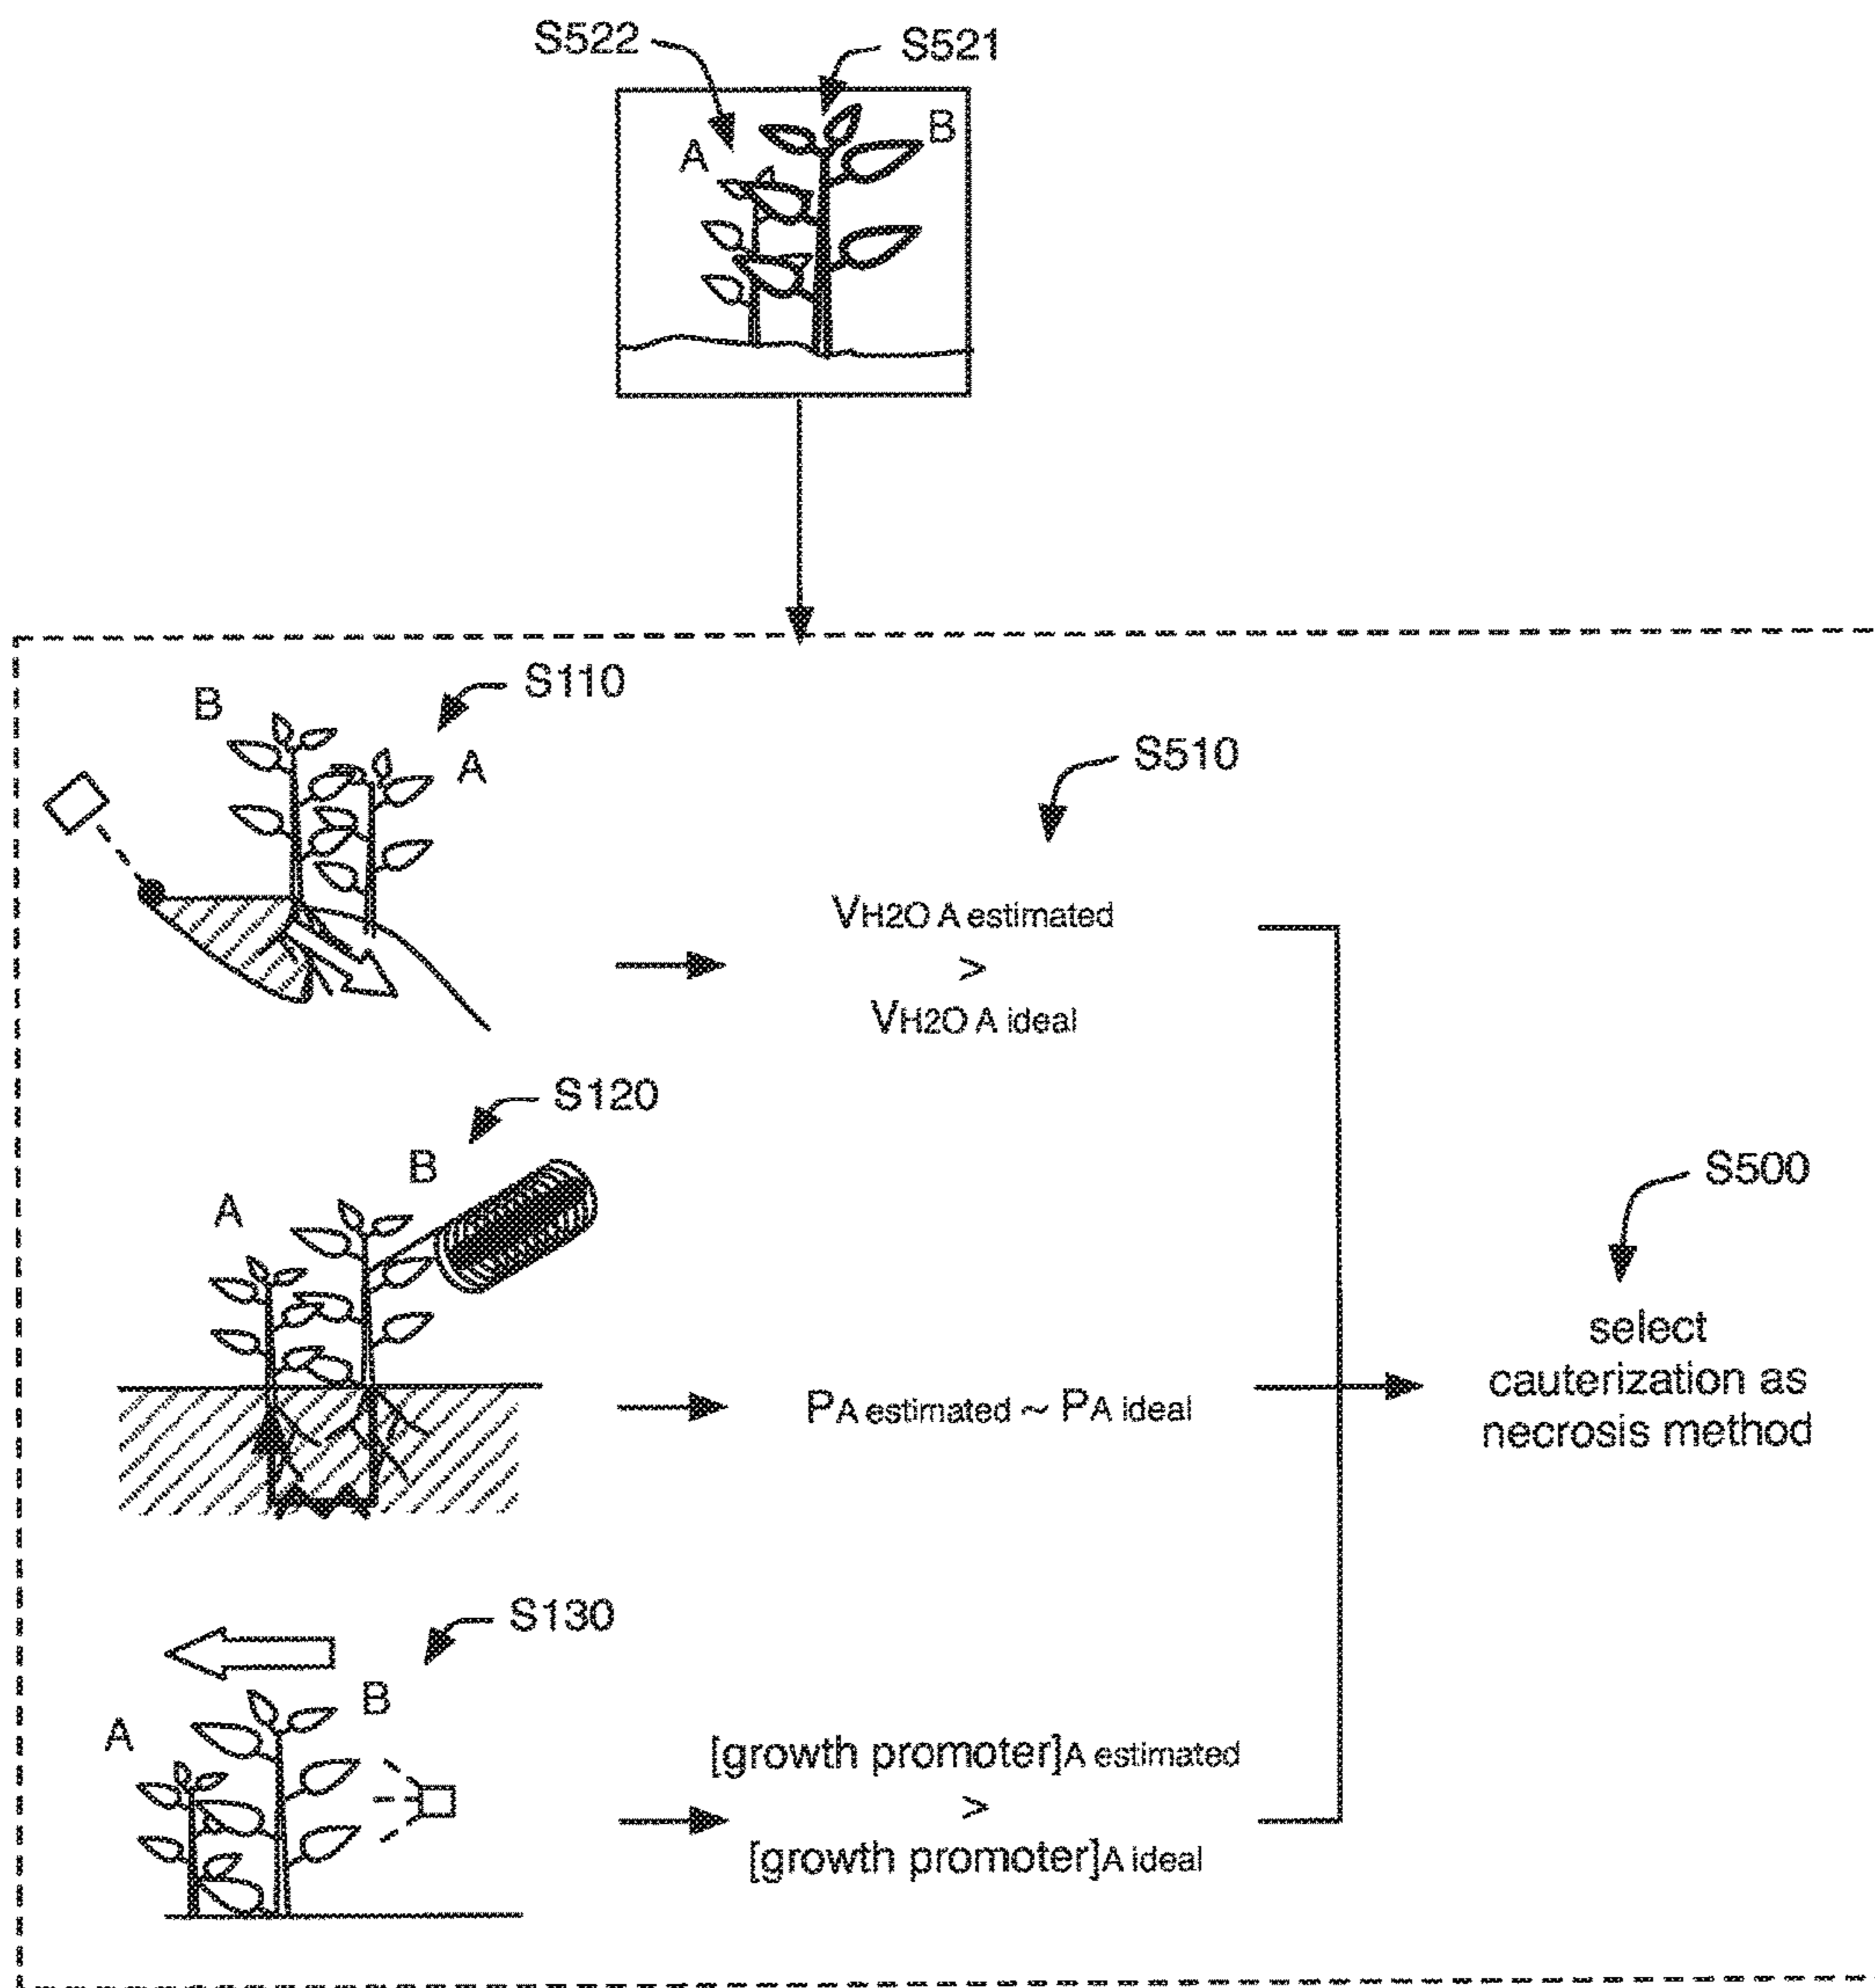 S522
S521
A
B
B
S110
A
S510
VH2O A estimated
>
VH2O A ideal
S120
B
A
S500
select
cauterization as
necrosis method
PA estimated ~ PA ideal
S130
B
A
[growth promoter]A estimated
>
[growth promoter]A ideal